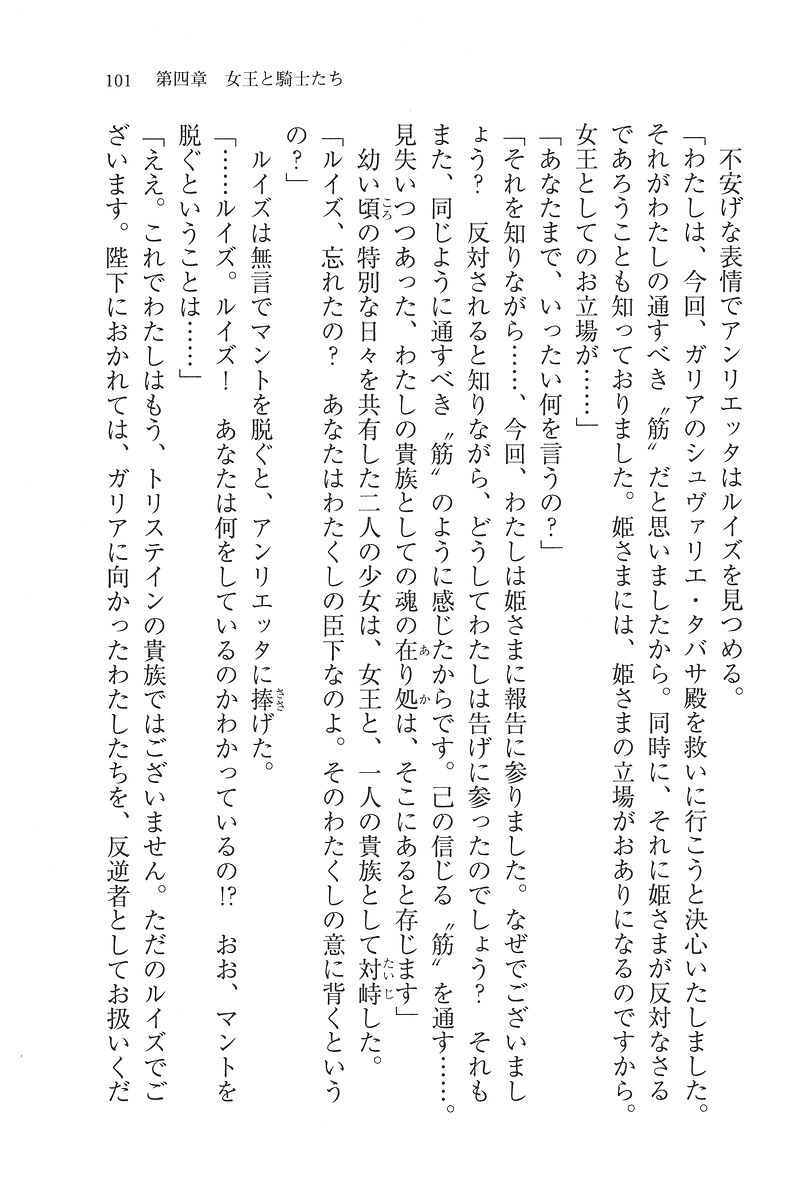 101　第四章　女王と騎士たち
　不安げな表情でアンリエッタはルイズを見つめる。
「わたしは、今回、ガリアのシュヴァリエ・タバサ殿を救いに行こうと決心いたしました。
それがわたしの通すべき〝筋〟だと思いましたから。同時に、それに姫さまが反対なさる
であろうことも知っておりました。姫さまには、姫さまの立場がおありになるのですから。
女王としてのお立場が……」
「あなたまで、いったい何を言うの？」
「それを知りながら……、今回、わたしは姫さまに報告に参りました。なぜでございまし
ょう？　反対されると知りながら、どうしてわたしは告げに参ったのでしょう？　それも
また、同じように通すべき〝筋〟のように感じたからです。己の信じる〝筋〟を通す……。
見失いつつあった、わたしの貴族としての魂の在り処は、そこにあると存じます」
　幼い頃の特別な日々を共有した二人の少女は、女王と、一人の貴族として対峙した。
「ルイズ、忘れたの？　あなたはわたくしの臣下なのよ。そのわたくしの意に背くという
の？」
　ルイズは無言でマントを脱ぐと、アンリエッタに捧げた。
「……ルイズ。ルイズ！　あなたは何をしているのかわかっているの!?　おお、マントを
脱ぐということは……」
「ええ。これでわたしはもう、トリステインの貴族ではございません。ただのルイズでご
ざいます。陛下におかれては、ガリアに向かったわたしたちを、反逆者としてお扱いくだ